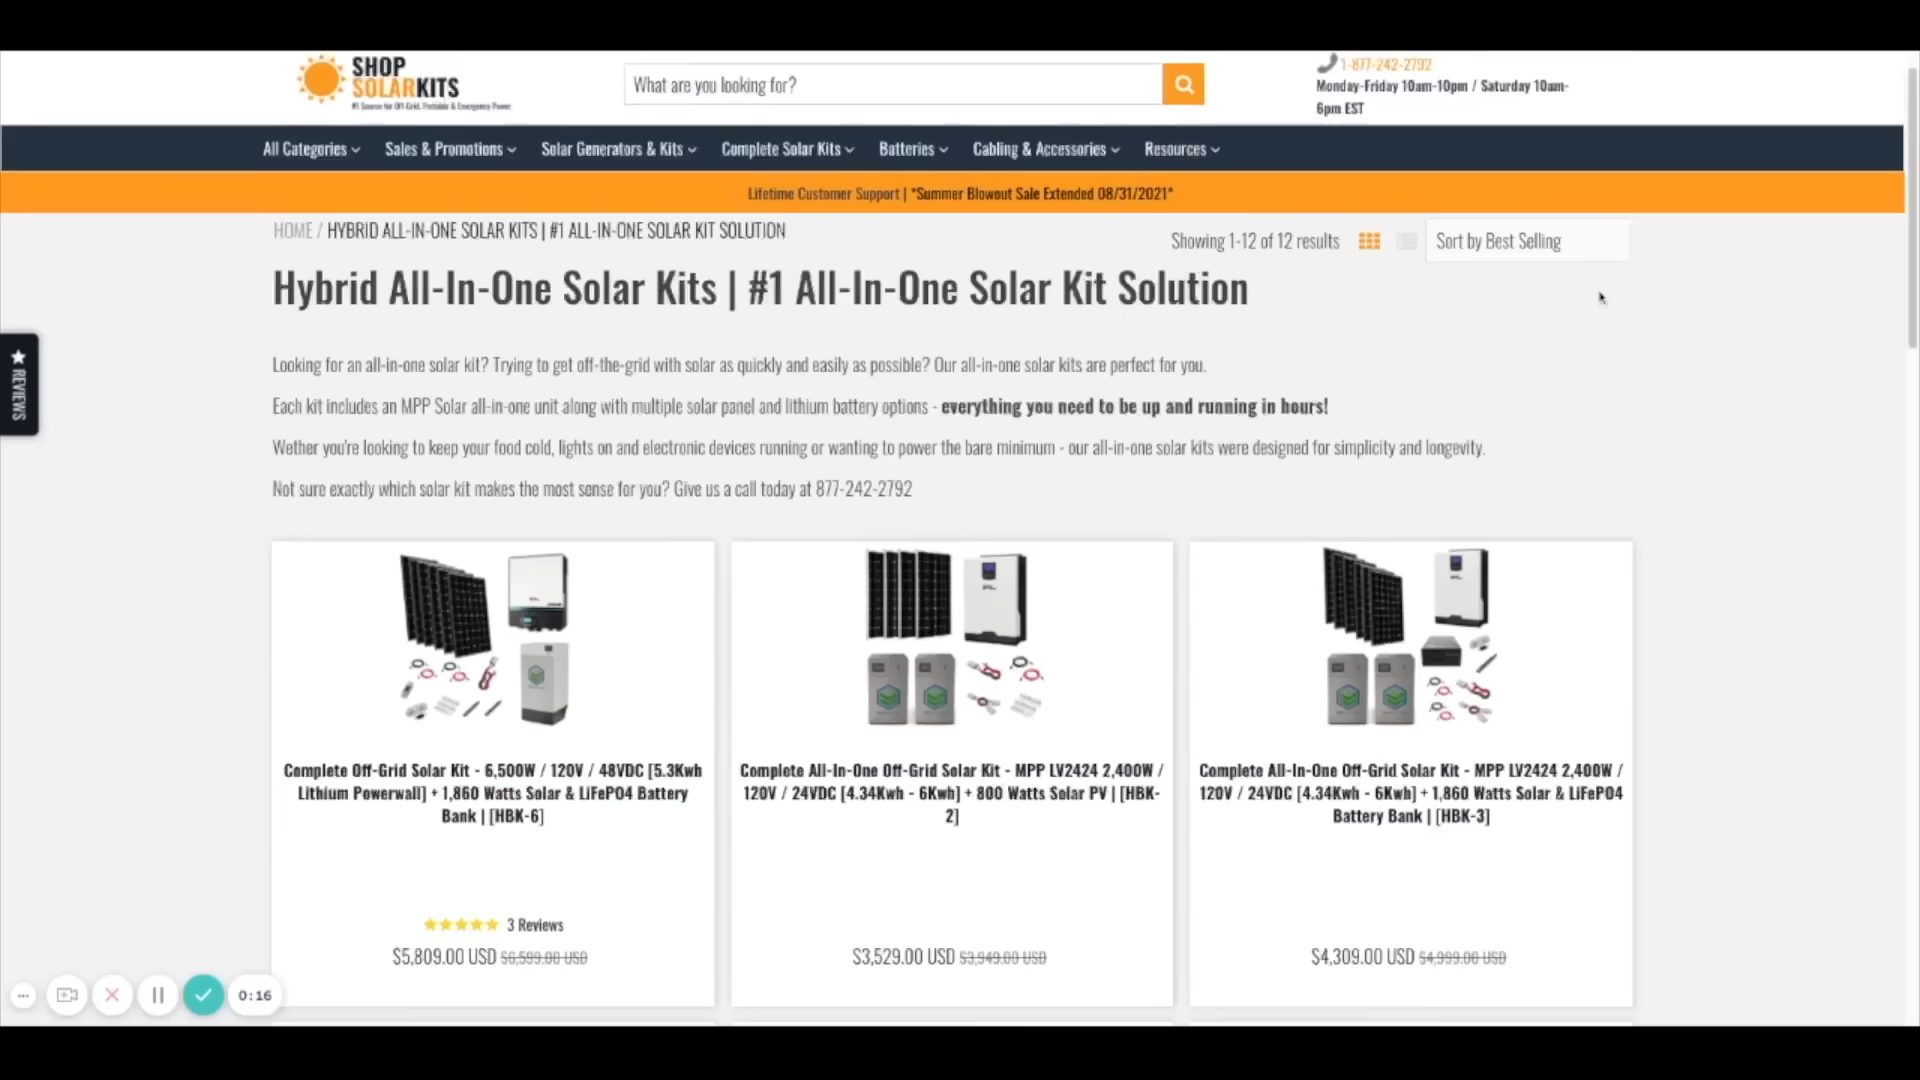 SHOP
SOLARKITS
#1 Source for Off-Grid, Portable & Emergency Power.
What are you looking for?
1-877-242-2792
Monday-Friday 10am-10pm / Saturday 10am-
6pm EST
All Categories
Sales & Promotions
Solar Generators & Kits
Complete Solar Kits
Batteries
Cabling & Accessories
Resources
Lifetime Customer Support | *Summer Blowout Sale Extended 08/31/2021*
HOME / HYBRID ALL-IN-ONE SOLAR KITS | #1 ALL-IN-ONE SOLAR KIT SOLUTION
Showing 1-12 of 12 results
Sort by Best Selling
Hybrid All-In-One Solar Kits | #1 All-In-One Solar Kit Solution
REVIEWS
Looking for an all-in-one solar kit? Trying to get off-the-grid with solar as quickly and easily as possible? Our all-in-one solar kits are perfect for you.
Each kit includes an MPP Solar all-in-one unit along with multiple solar panel and lithium battery options - everything you need to be up and running in hours!
Wether you're looking to keep your food cold, lights on and electronic devices running or wanting to power the bare minimum - our all-in-one solar kits were designed for simplicity and longevity.
Not sure exactly which solar kit makes the most sense for you? Give us a call today at 877-242-2792
Complete Off-Grid Solar Kit - 6,500W / 120V / 48VDC [5.3Kwh
Lithium Powerwall] + 1,860 Watts Solar & LiFePO4 Battery
Bank | [HBK-6]
3 Reviews
$5,809.00 USD $6,599.00 USD
Complete All-In-One Off-Grid Solar Kit - MPP LV2424 2,400W /
120V / 24VDC [4.34Kwh - 6Kwh] + 800 Watts Solar PV | [HBK-
2]
$3,529.00 USD $3,949.00 USD
Complete All-In-One Off-Grid Solar Kit - MPP LV2424 2,400W /
120V / 24VDC [4.34Kwh - 6Kwh] + 1,860 Watts Solar & LiFePO4
Battery Bank | [HBK-3]
$4,309.00 USD $4,999.00 USD
0:16